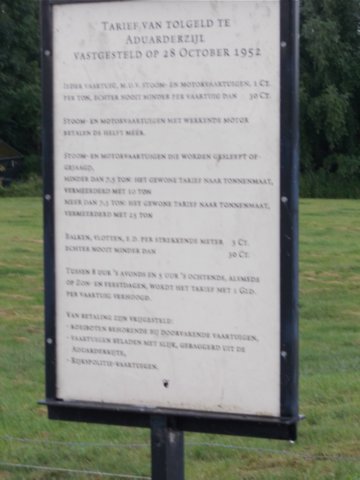 Tarief van tolgeld te
Aduarderzijl
vastgesteld op 28 October 1952
Ieder vaartuig, m.u.v. stoom- en motorvaartuigen, 1 Ct.
per ton, echter nooit minder per vaartuig dan 30 Ct.
Stoom- en motorvaartuigen met werkende motor
betalen de helft meer.
Stoom- en motorvaartuigen die worden gesleept of
gejaagd,
minder dan 7,5 ton: het gewone tarief naar tonnenmaat,
vermeerderd met 10 ton
meer dan 7,5 ton: het gewone tarief naar tonnenmaat,
vermeerderd met 25 ton
Balken, vlotten, e.d. per strekkende meter 3 Ct.
echter nooit minder dan 30 Ct.
Tussen 8 uur 's avonds en 5 uur 's ochtends, alsmede
op Zon- en feestdagen, wordt het tarief met 1 Gld.
per vaartuig verhoogd.
Van betaling zijn vrijgesteld:
- roeiboten behorende bij doorvarende vaartuigen,
- vaartuigen beladen met slijk, gebaggerd uit de
Aduarderrijte,
- Rijkspolitie-vaartuigen.